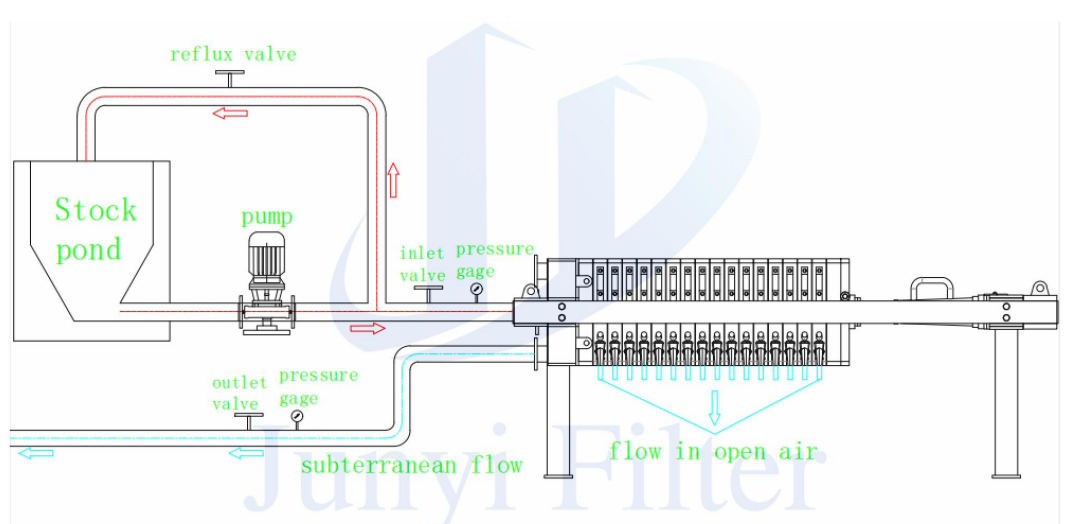 reflux valve
Stock
pond
pump
inlet
valve
pressure
gage
outlet
valve
pressure
gage
subterranean flow
flow in open air
Junyi Filter